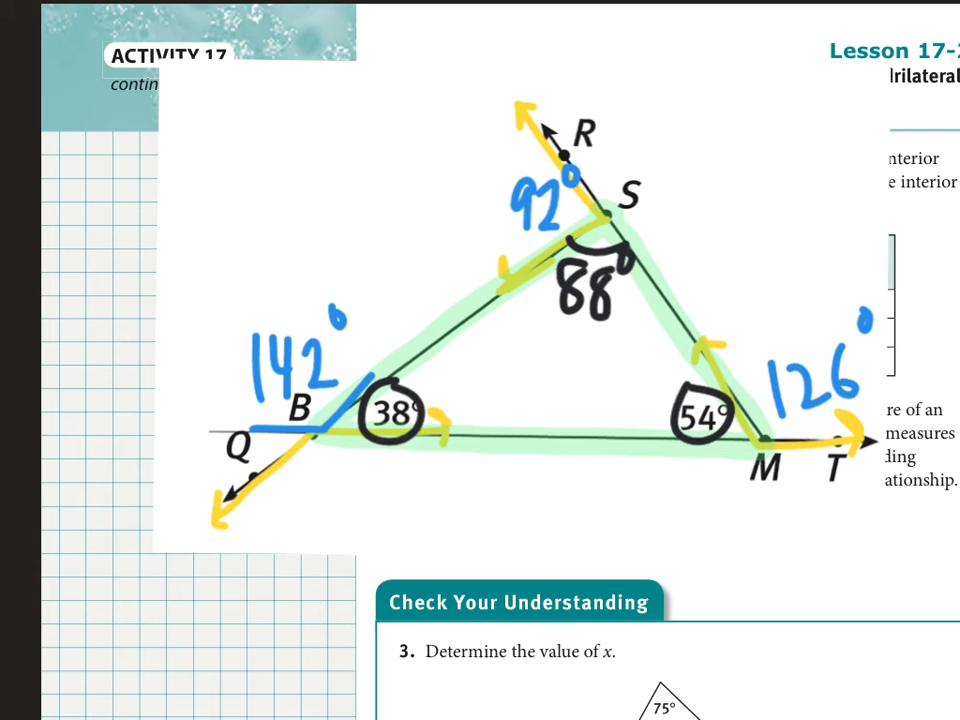 ACTIVITY 17
contin
Lesson 17-
rilateral
nterior
e interior
R
S
92°
88°
142°
B
38°
54°
126°
Q
M
T
re of an
measures
ding
ationship.
Check Your Understanding
3. Determine the value of x.
75°